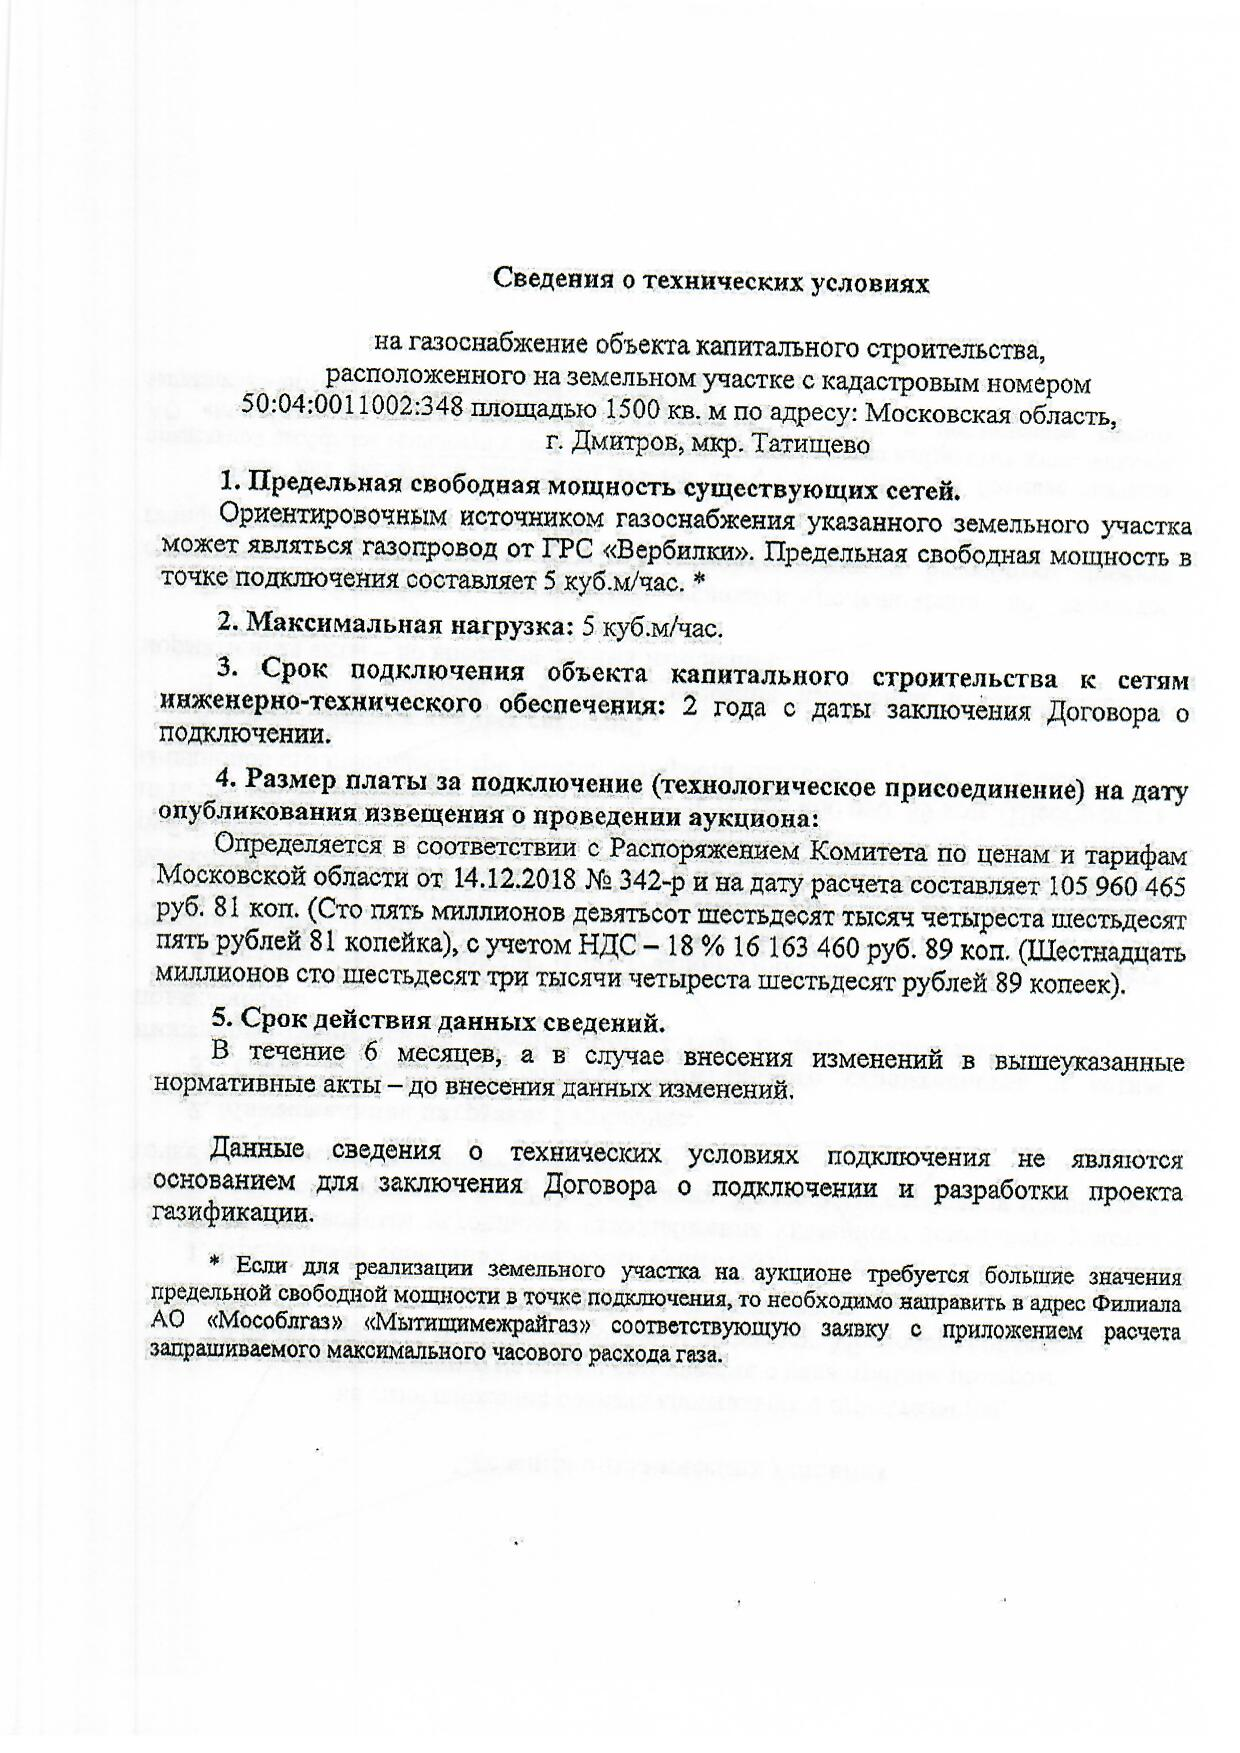 Сведения о технических условиях
на газоснабжение объекта капитального строительства,
расположенного на земельном участке с кадастровым номером
50:04:0011002:348 площадью 1500 кв. м по адресу: Московская область,
г. Дмитров, мкр. Татищево
1. Предельная свободная мощность существующих сетей.
Ориентировочным источником газоснабжения указанного земельного участка
может являться газопровод от ГРС «Вербилки». Предельная свободная мощность в
точке подключения составляет 5 куб.м/час. *
2. Максимальная нагрузка: 5 куб.м/час.
3. Срок подключения объекта капитального строительства к сетям
инженерно-технического обеспечения: 2 года с даты заключения Договора о
подключении.
4. Размер платы за подключение (технологическое присоединение) на дату
опубликования извещения о проведении аукциона:
Определяется в соответствии с Распоряжением Комитета по ценам и тарифам
Московской области от 14.12.2018 № 342-р и на дату расчета составляет 105 960 465
руб. 81 коп. (Сто пять миллионов девятьсот шестьдесят тысяч четыреста шестьдесят
пять рублей 81 копейка), с учетом НДС – 18 % 16 163 460 руб. 89 коп. (Шестнадцать
миллионов сто шестьдесят три тысячи четыреста шестьдесят рублей 89 копеек).
5. Срок действия данных сведений.
В течение 6 месяцев, а в случае внесения изменений в вышеуказанные
нормативные акты – до внесения данных изменений.
Данные сведения о технических условиях подключения не являются
основанием для заключения Договора о подключении и разработки проекта
газификации.
* Если для реализации земельного участка на аукционе требуется большие значения
предельной свободной мощности в точке подключения, то необходимо направить в адрес Филиала
АО «Мособлгаз» «Мытищимежрайгаз» соответствующую заявку с приложением расчета
запрашиваемого максимального часового расхода газа.